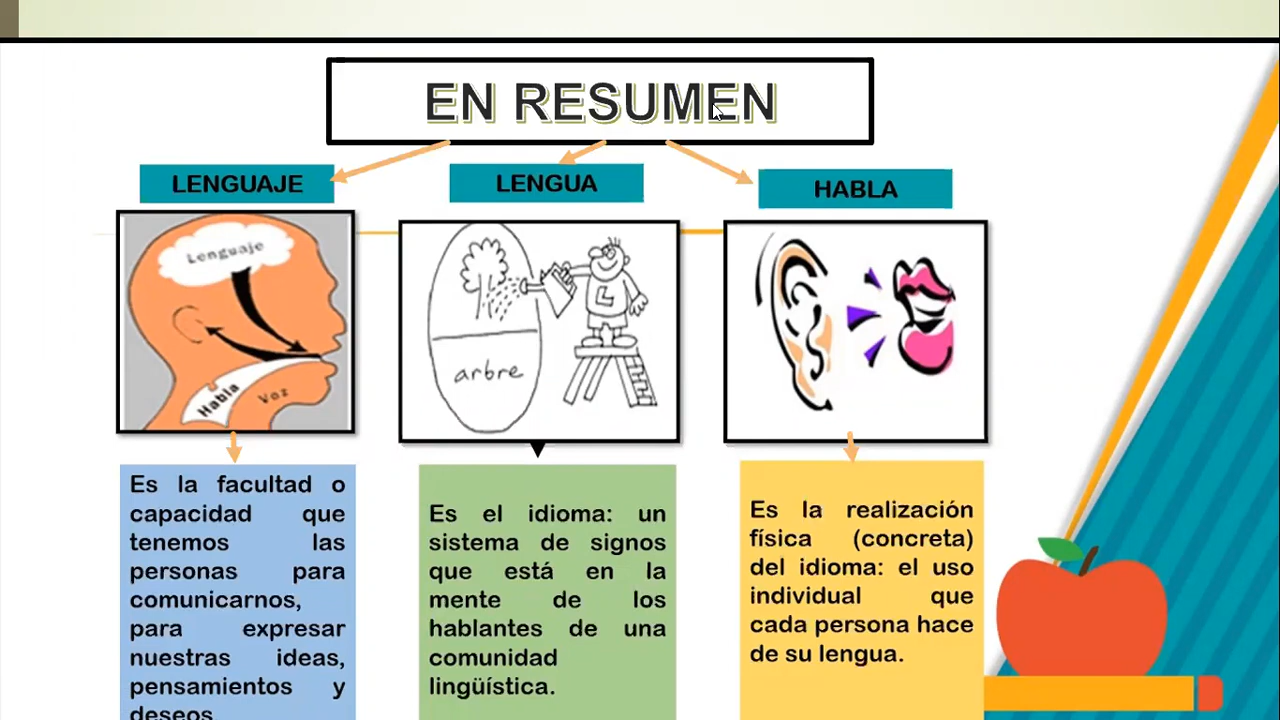 EN RESUMEN
LENGUAJE
LENGUA
HABLA
Lenguaje
Habla
Voz
arbre
L
Es la facultad o
capacidad que
tenemos las
personas para
comunicarnos,
para expresar
nuestras ideas,
pensamientos y
deseos
Es el idioma: un
sistema de signos
que está en la
mente de los
hablantes de una
comunidad
lingüística.
Es la realización
física (concreta)
del idioma: el uso
individual que
cada persona hace
de su lengua.